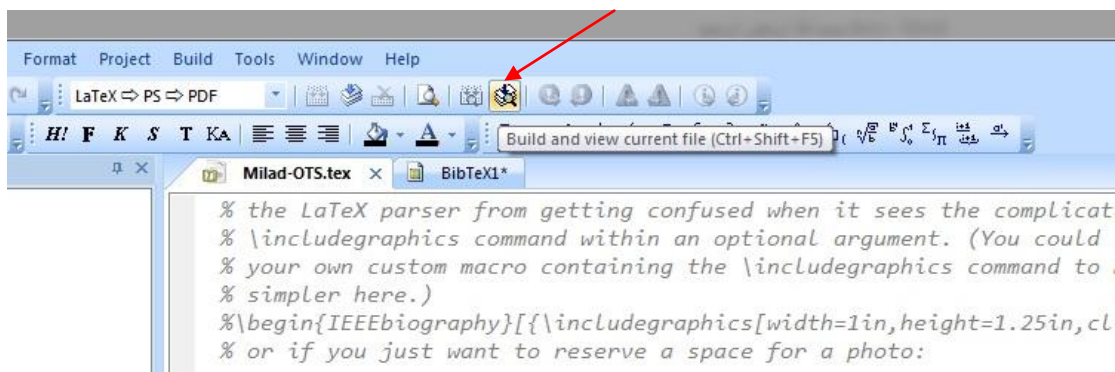 Format Project Build Tools Window Help
LaTeX ⇨ PS ⇨ PDF
H! F K S T KA A
Build and view current file (Ctrl+Shift+F5)
Milad-OTS.tex × BibTeX1*
% the LaTeX parser from getting confused when it sees the complicat
% \includegraphics command within an optional argument. (You could
% your own custom macro containing the \includegraphics command to
% simpler here.)
%\begin{IEEEbiography}[{\includegraphics[width=1in,height=1.25in,cl
% or if you just want to reserve a space for a photo: